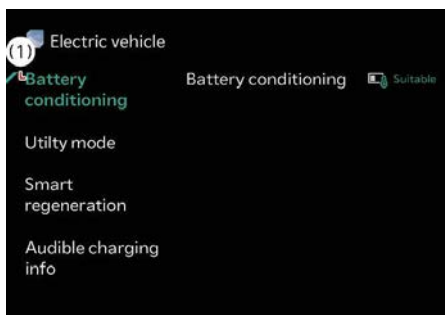 Electric vehicle
(1)
Battery conditioning Suitable
Battery
conditioning
Utilty mode
Smart
regeneration
Audible charging
info